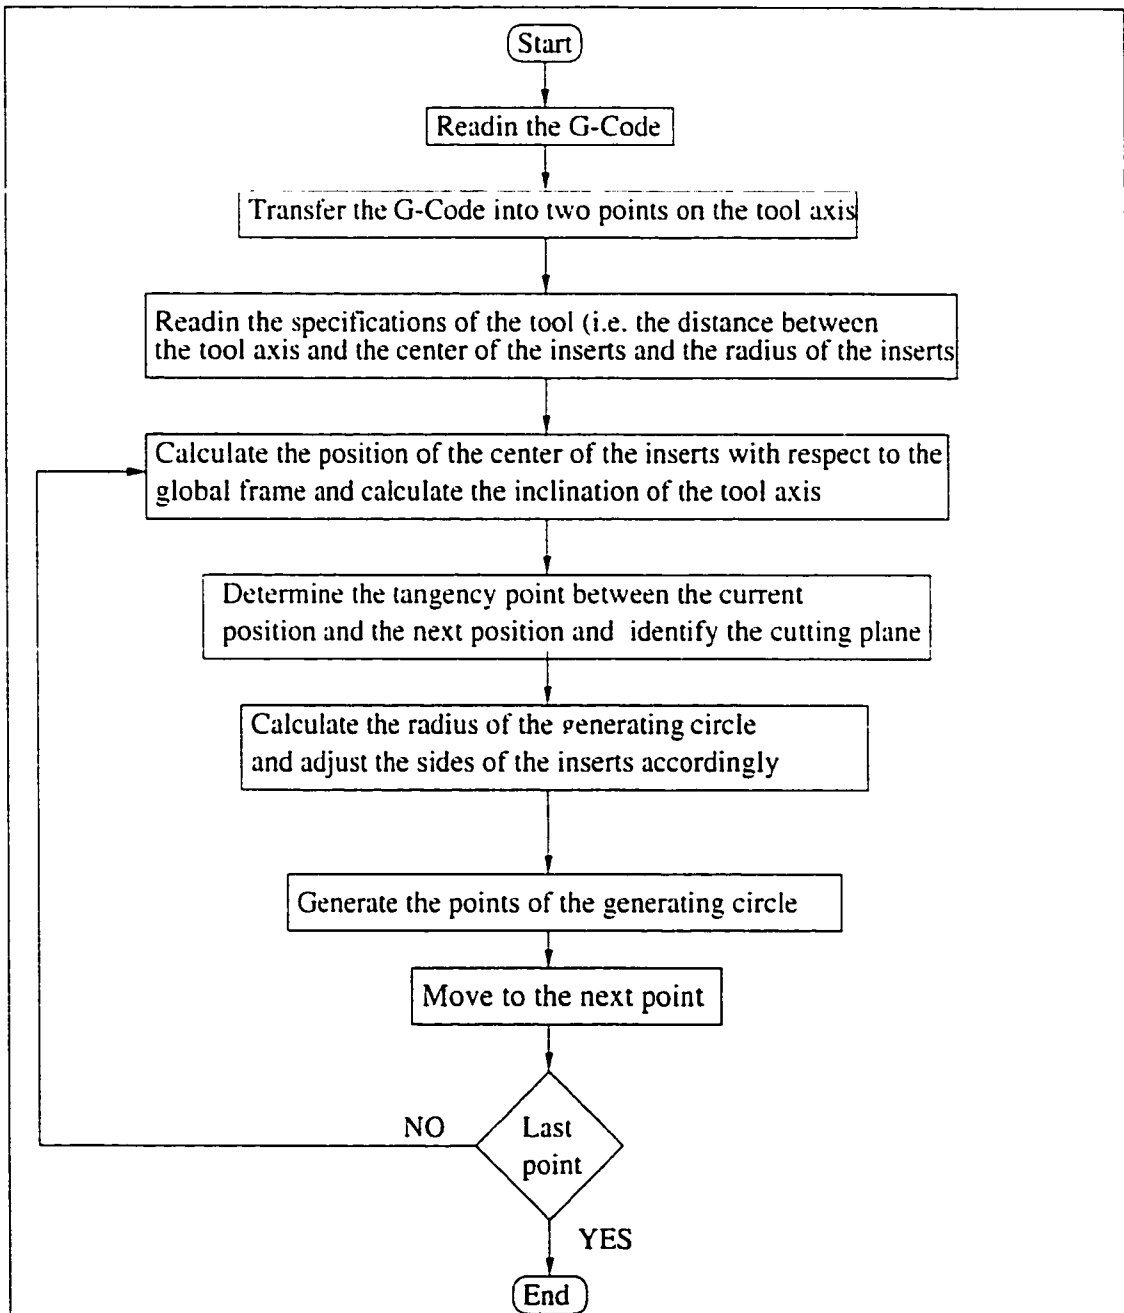 Start
Readin the G-Code
Transfer the G-Code into two points on the tool axis
Readin the specifications of the tool (i.e. the distance between
the tool axis and the center of the inserts and the radius of the inserts
Calculate the position of the center of the inserts with respect to the
global frame and calculate the inclination of the tool axis
Determine the tangency point between the current
position and the next position and identify the cutting plane
Calculate the radius of the generating circle
and adjust the sides of the inserts accordingly
Generate the points of the generating circle
Move to the next point
NO
Last
point
YES
End